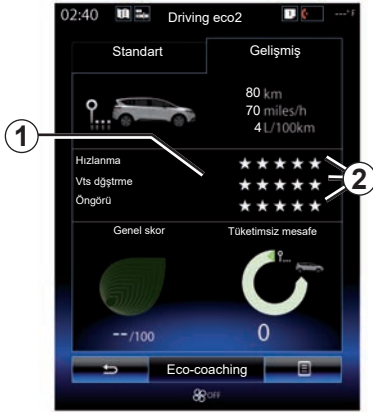 02:40 Driving eco2 ---°F
Standart Gelişmiş
80 km
70 miles/h
4 L/100km
1
Hızlanma ★★★★★
Vts dğştrme ★★★★★
Öngörü ★★★★★
2
Genel skor Tüketimsiz mesafe
--/100 0
Eco-coaching
OFF